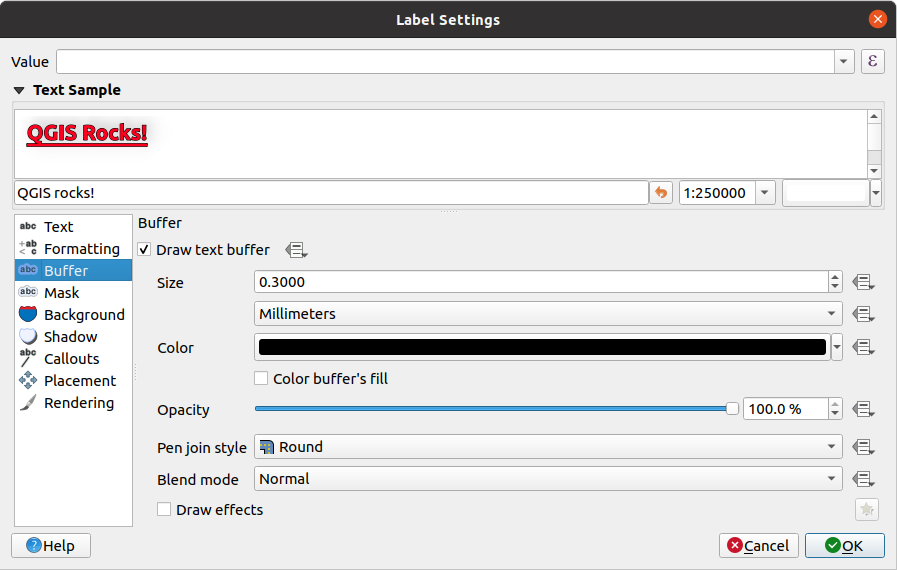 Label Settings
Value
ε
Text Sample
QGIS Rocks!
QGIS rocks!
1:250000
abc Text
+ab < c Formatting
abc Buffer
abc Mask
Background
Shadow
abc Callouts
Placement
Rendering
Buffer
Draw text buffer
Size
0.3000
Millimeters
Color
Color buffer's fill
Opacity
100.0 %
Pen join style
Round
Blend mode
Normal
Draw effects
?Help
Cancel
OK